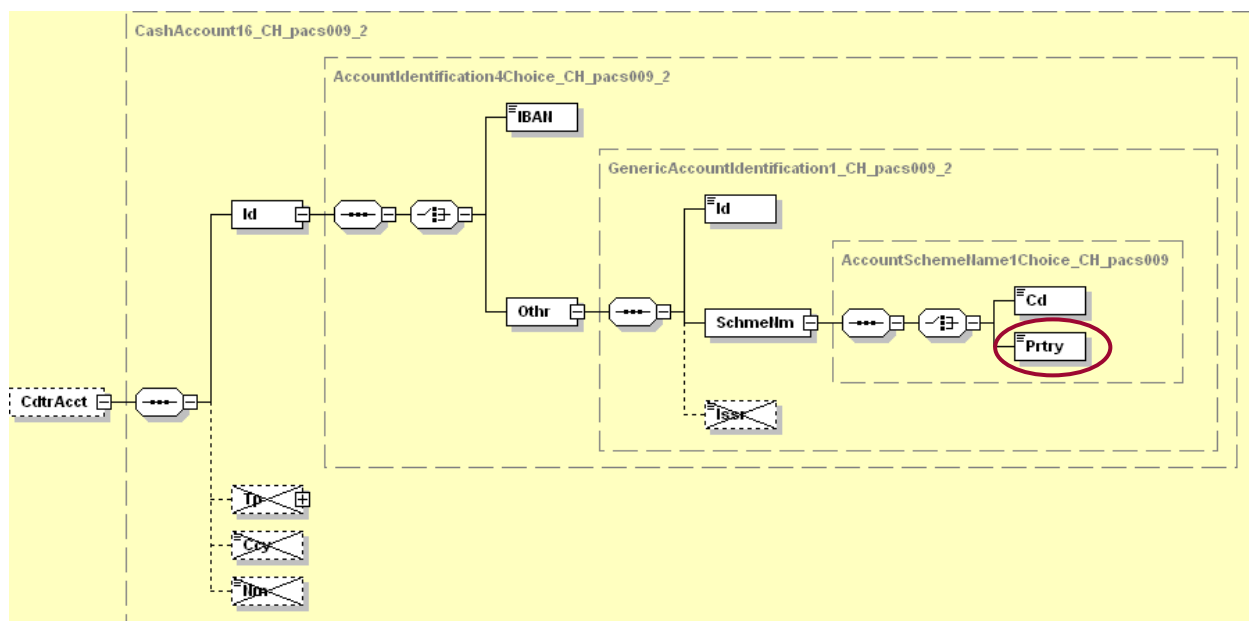 CashAccount16_CH_pacs009_2
AccountIdentification4Choice_CH_pacs009_2
IBAN
GenericAccountIdentification1_CH_pacs009_2
Id
Id
AccountSchemeName1Choice_CH_pacs009
Cd
Othr
SchmeNm
Prtry
CdtrAcct
Issr
Tp
Ccy
Nm